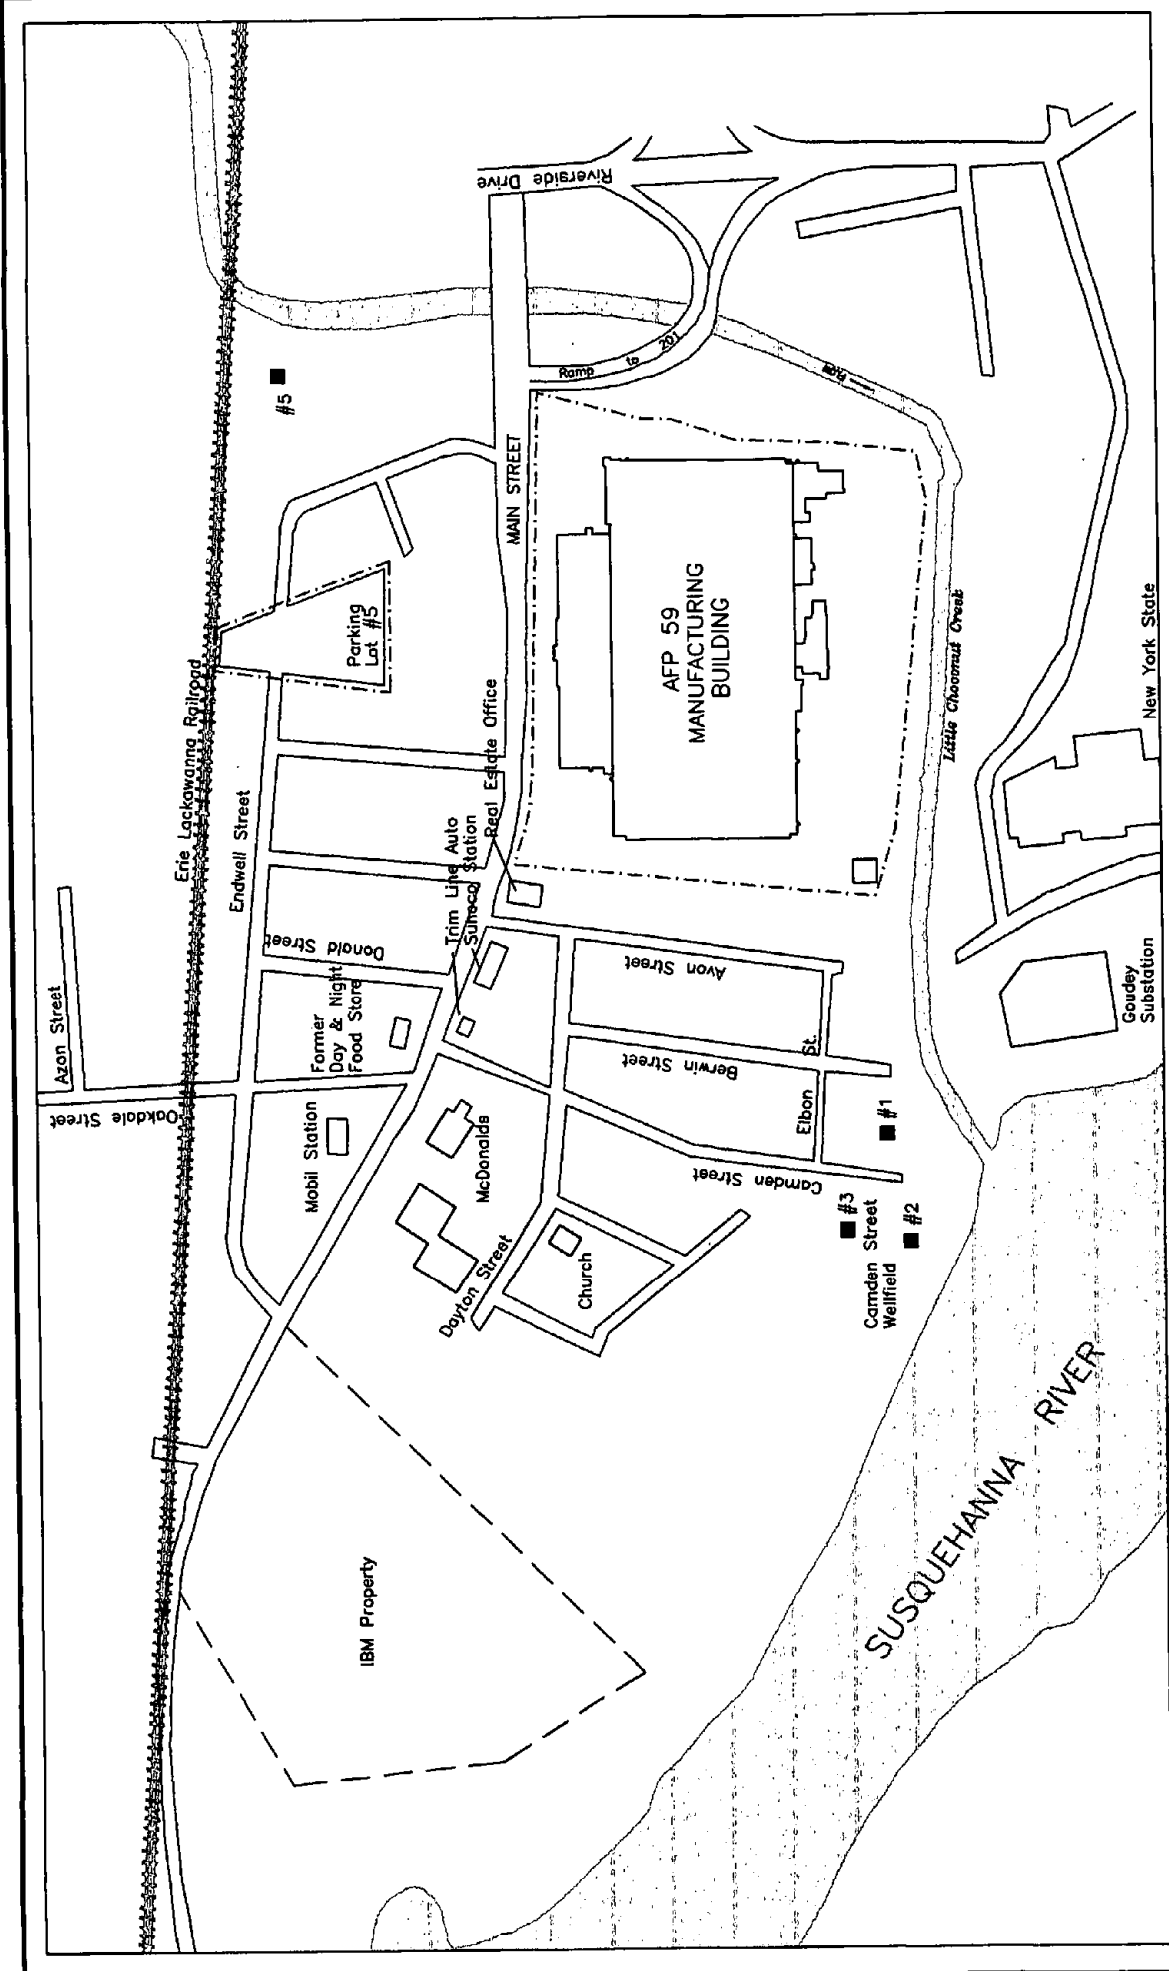 Azon Street
Oakdale Street
Erie Lackawanna Railroad
Endwell Street
Donald Street
Former
Day & Night
Food Store
Mobil Station
Trim Line Auto
Sunoco Station
Real Estate Office
Parking
Lot #5
#5
MAIN STREET
Riverside Drive
Ramp to 201
Flow
AFP 59
MANUFACTURING
BUILDING
Little Choconut Creek
McDonalds
Dayton Street
Church
Avon Street
Berwin Street
Camden Street
Elbon St.
#1
#3
#2
Camden Street
Wellfield
IBM Property
SUSQUEHANNA RIVER
Goudey
Substation
New York State